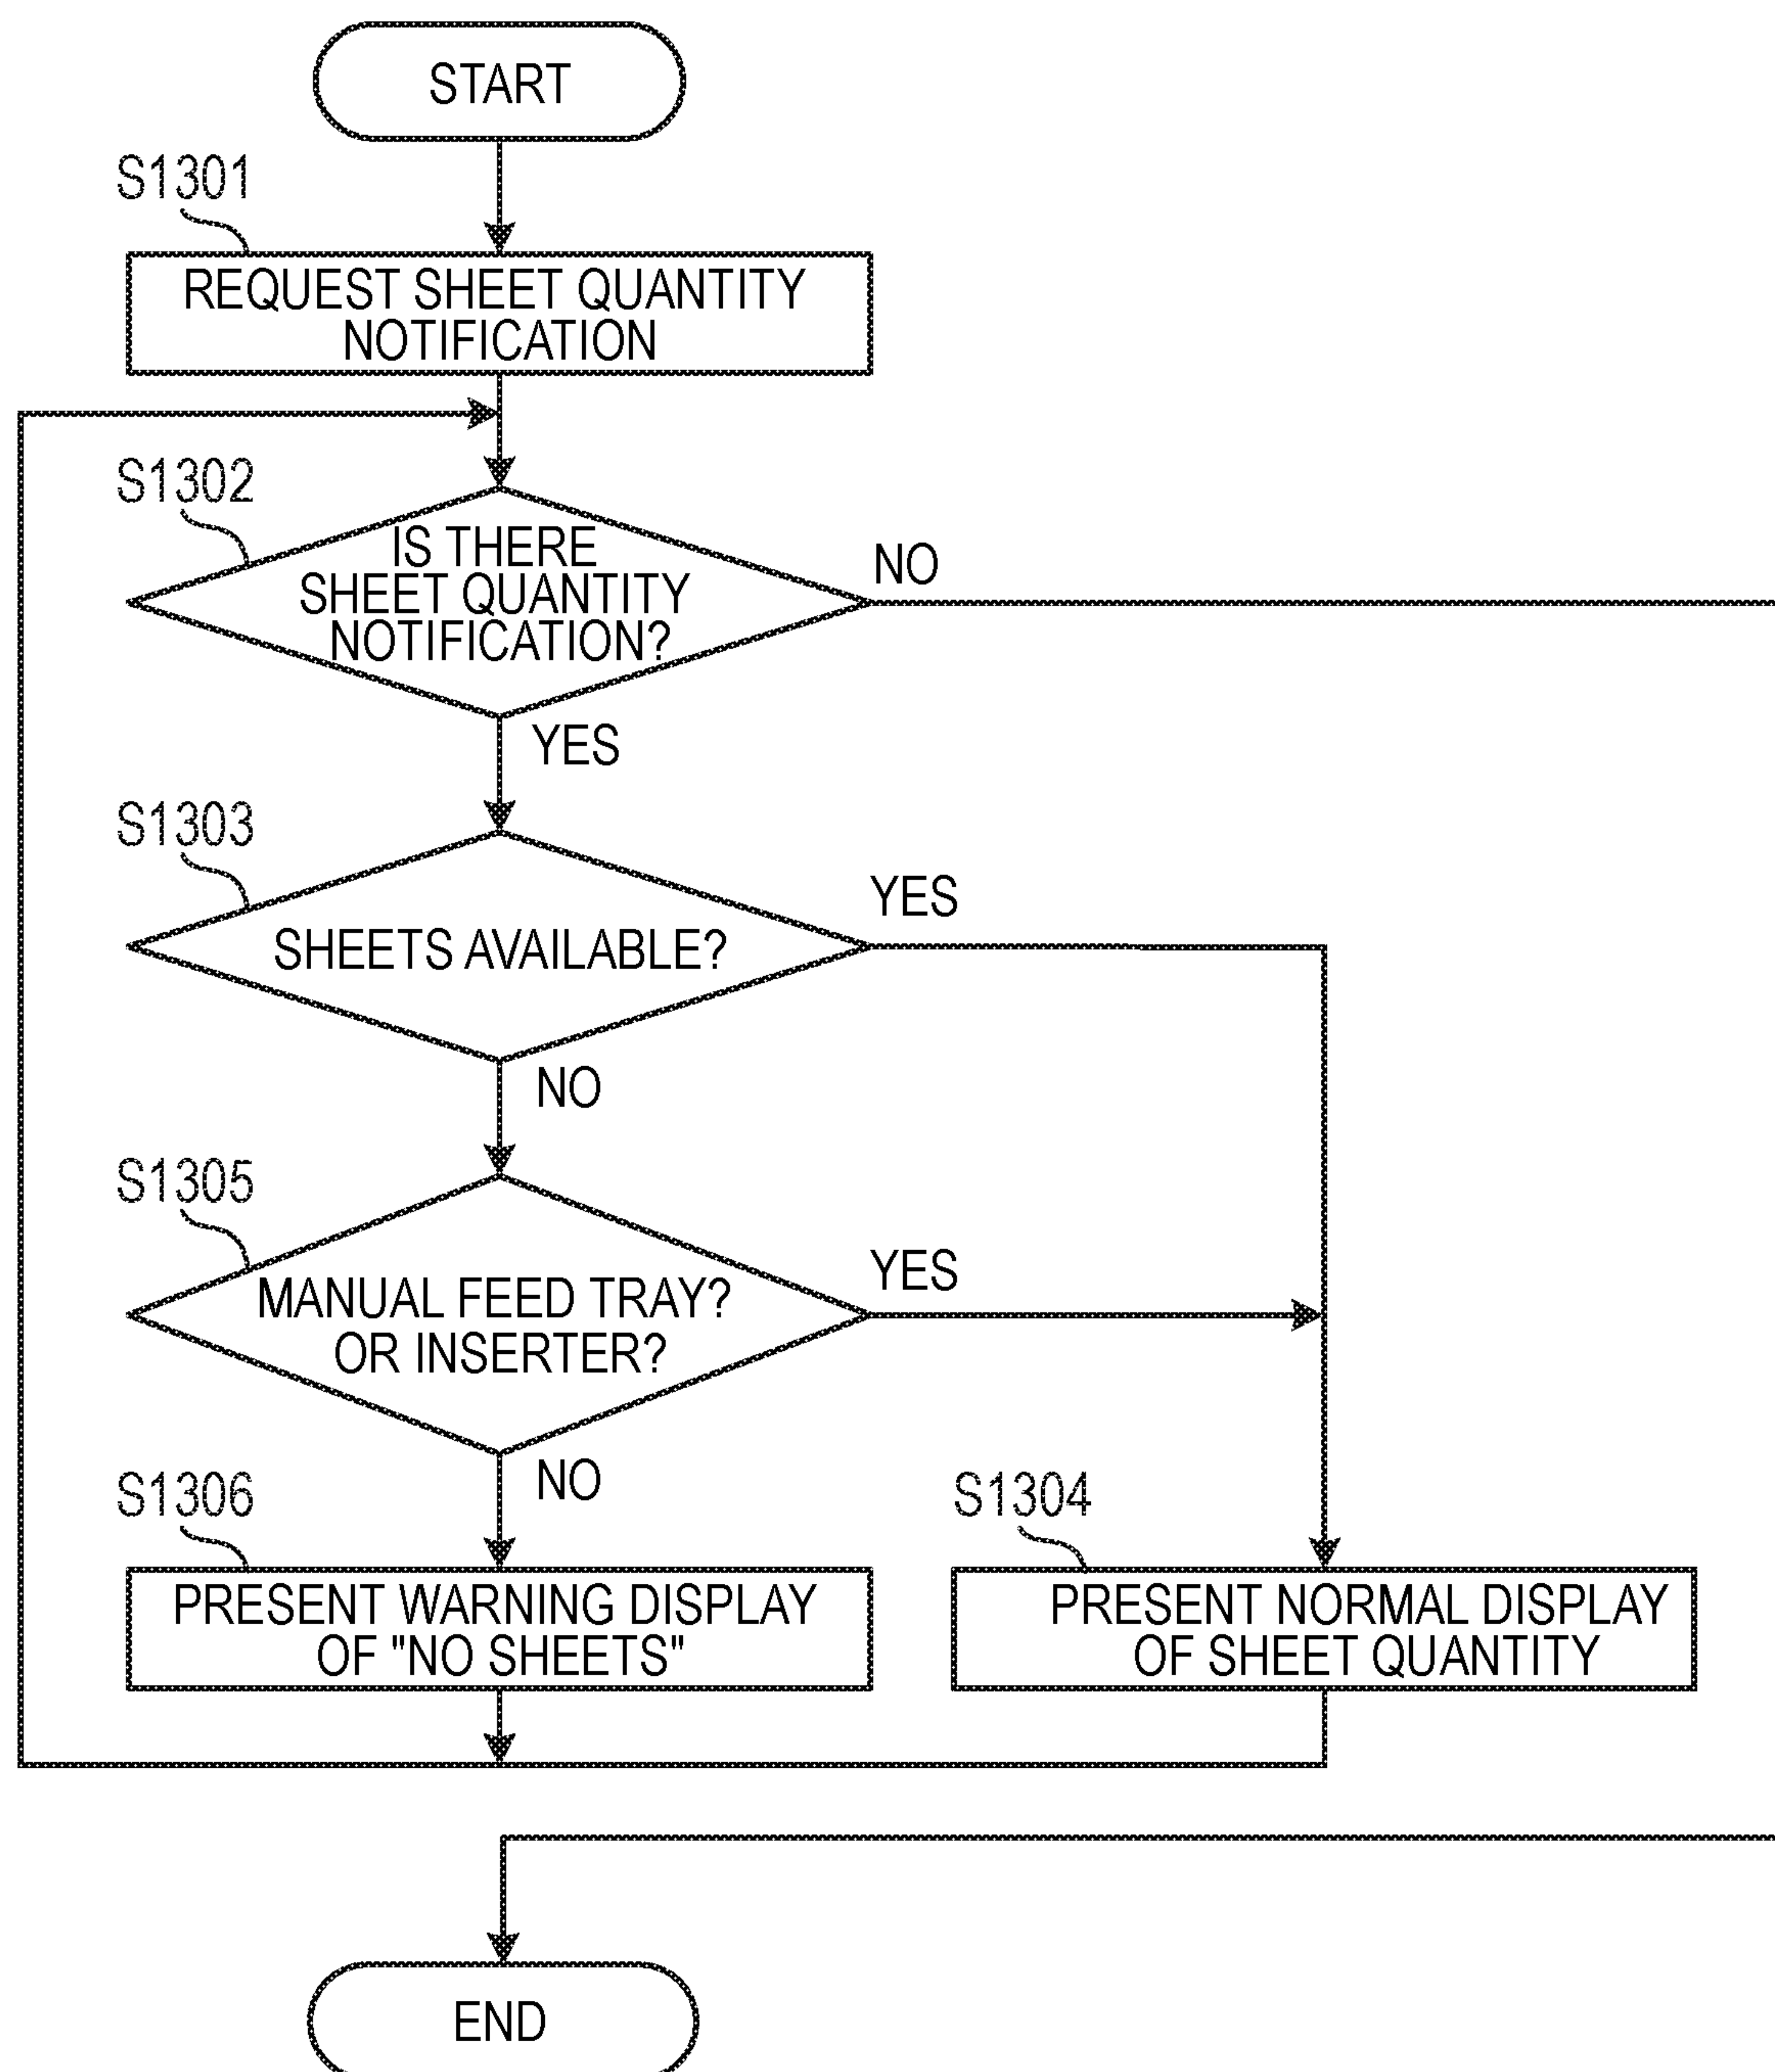 START
S1301
REQUEST SHEET QUANTITY
NOTIFICATION
S1302
IS THERE
SHEET QUANTITY
NOTIFICATION?
NO
YES
S1303
SHEETS AVAILABLE?
YES
NO
S1305
MANUAL FEED TRAY?
OR INSERTER?
YES
NO
S1306
PRESENT WARNING DISPLAY
OF "NO SHEETS"
S1304
PRESENT NORMAL DISPLAY
OF SHEET QUANTITY
END